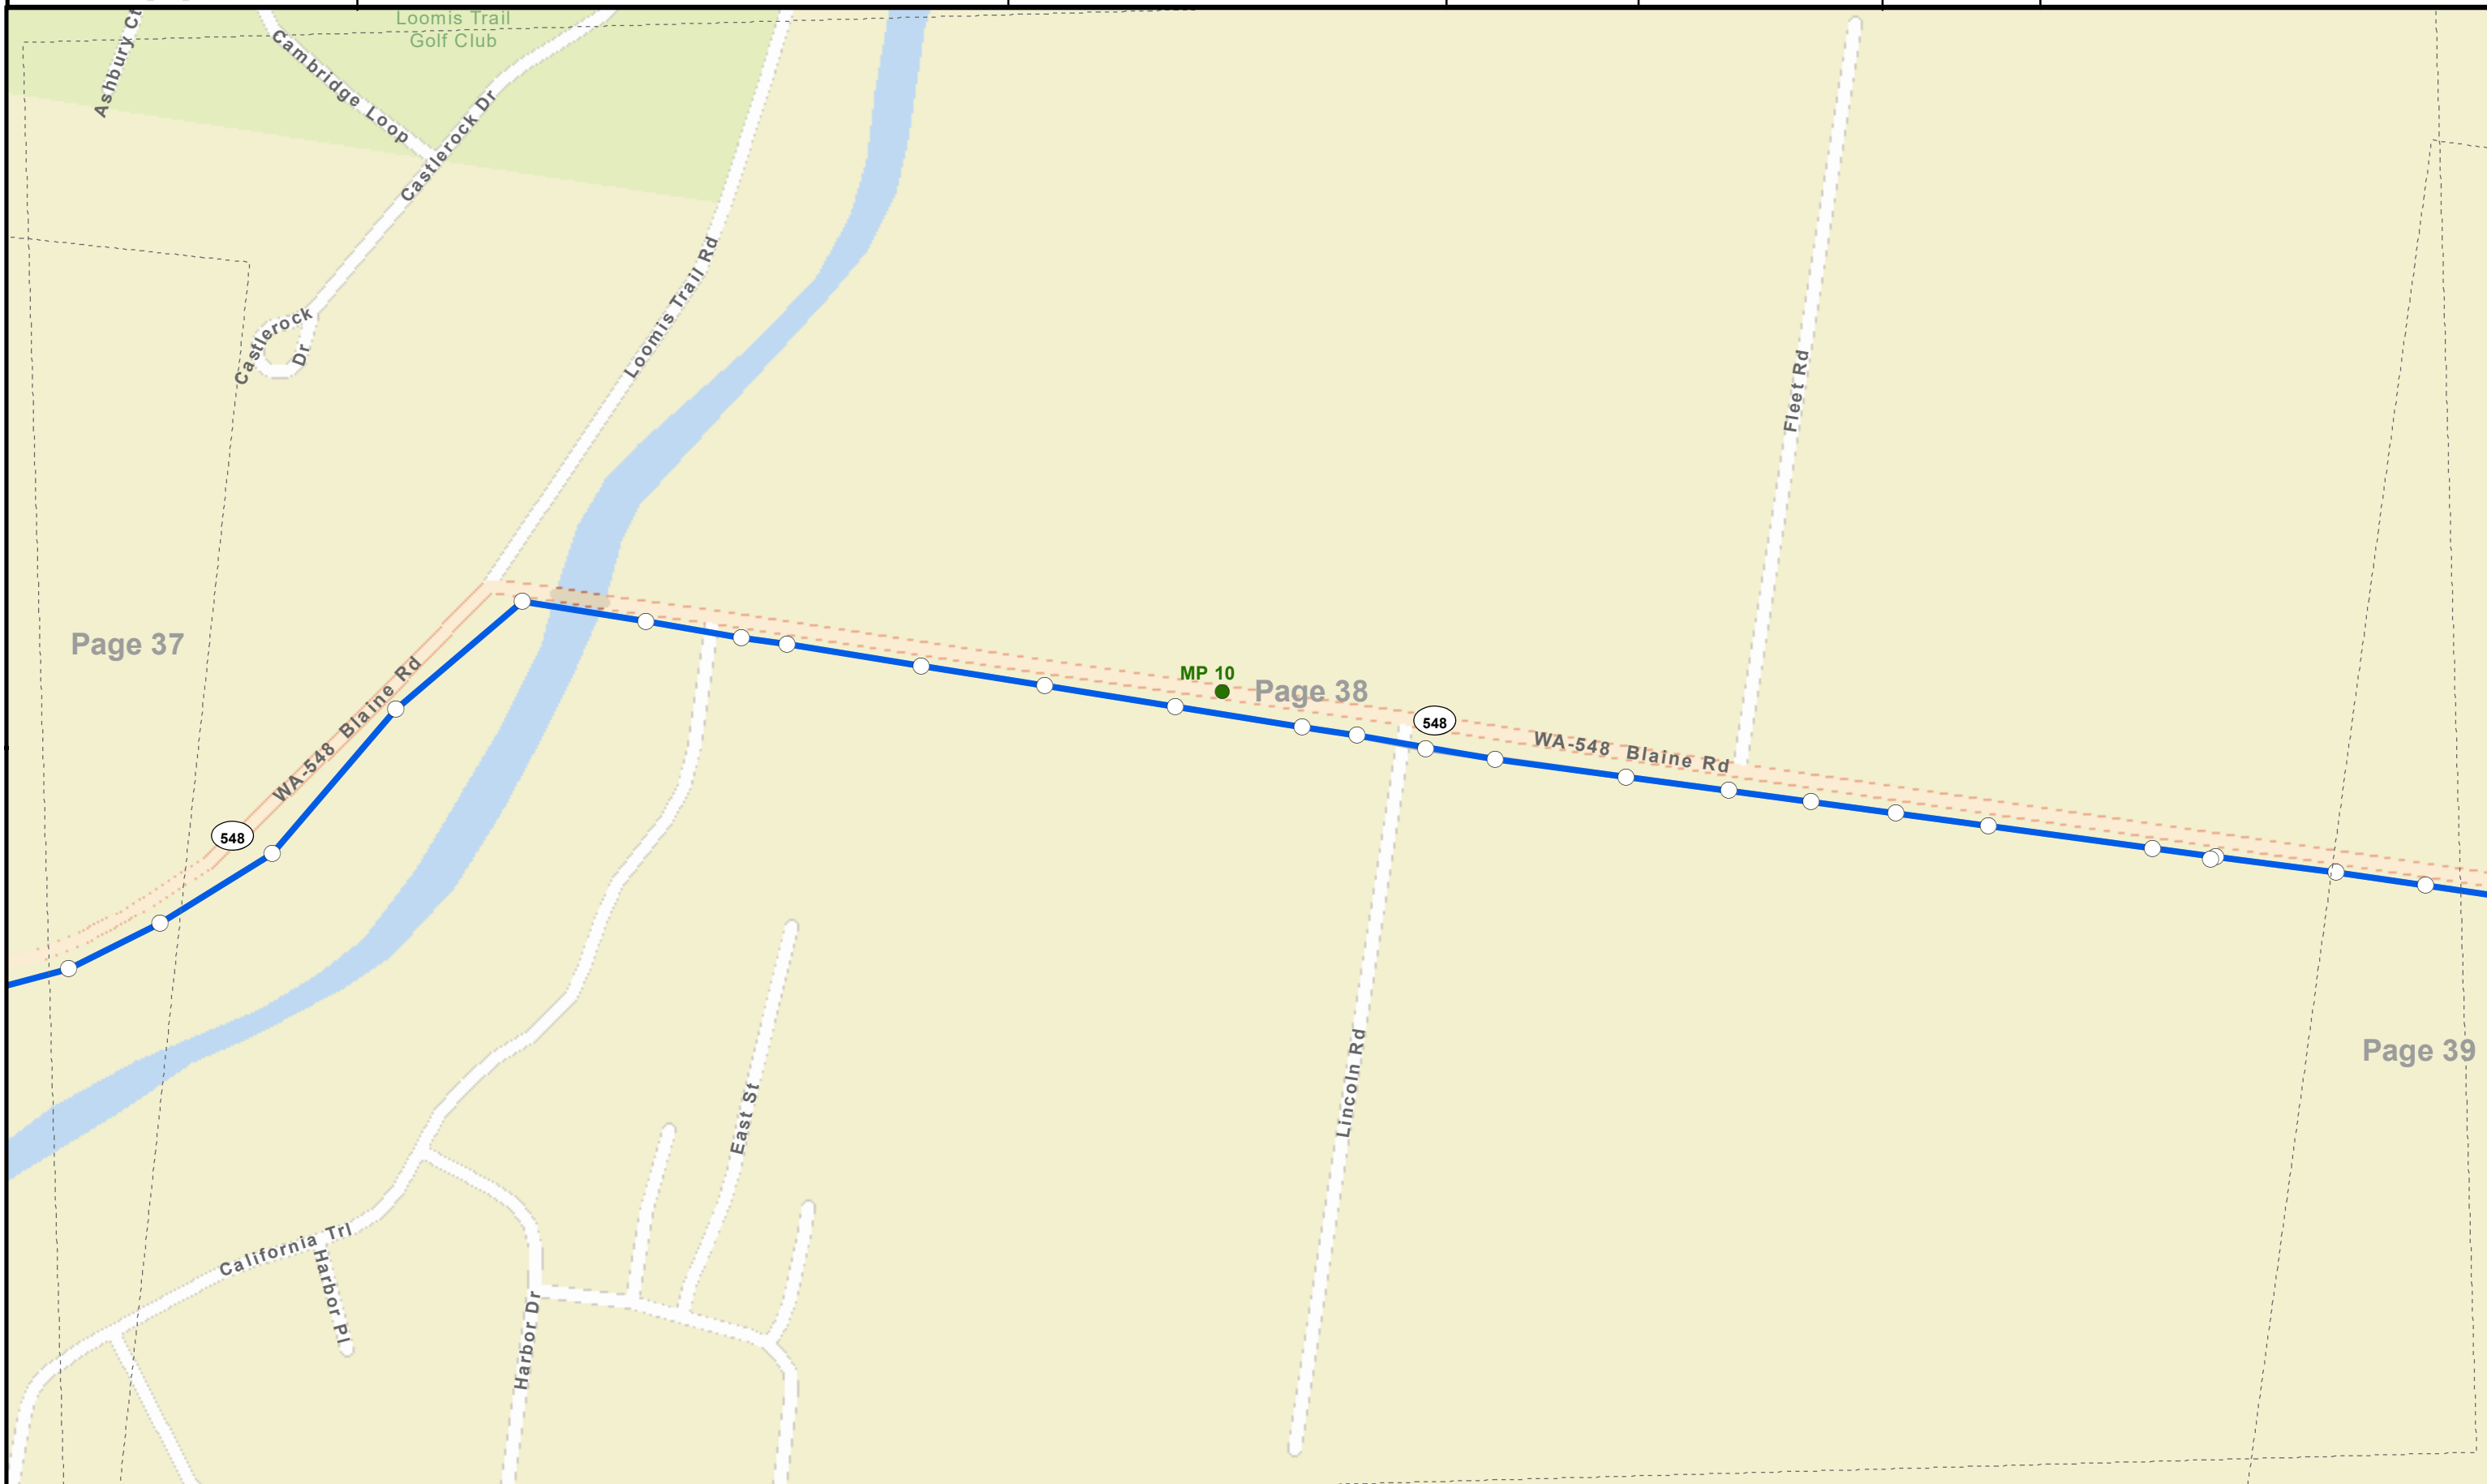 Loomis Trail
Golf Club
Ashbury Ct
Cambridge Loop
Castlerock Dr
Loomis Trail Rd
Castlerock
Dr
Fleet Rd
Page 37
WA-548 Blaine Rd
MP 10
Page 38
548
WA-548 Blaine Rd
548
Lincoln Rd
Page 39
East St
California Trl
Harbor Pl
Harbor Dr